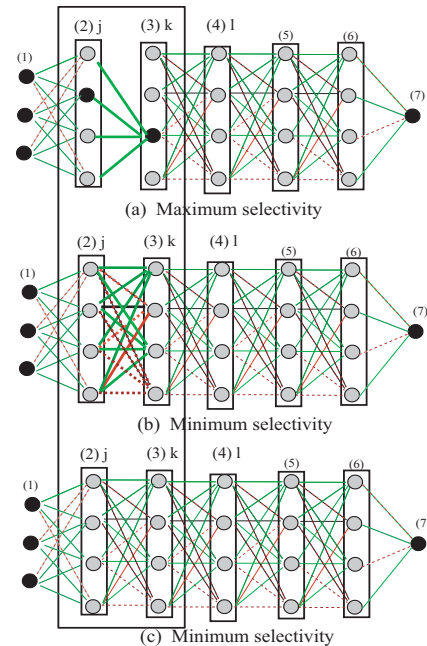 (1) (2) j (3) k (4) l (5) (6) (7)
(a) Maximum selectivity
(1) (2) j (3) k (4) l (5) (6) (7)
(b) Minimum selectivity
(1) (2) j (3) k (4) l (5) (6) (7
(c) Minimum selectivity